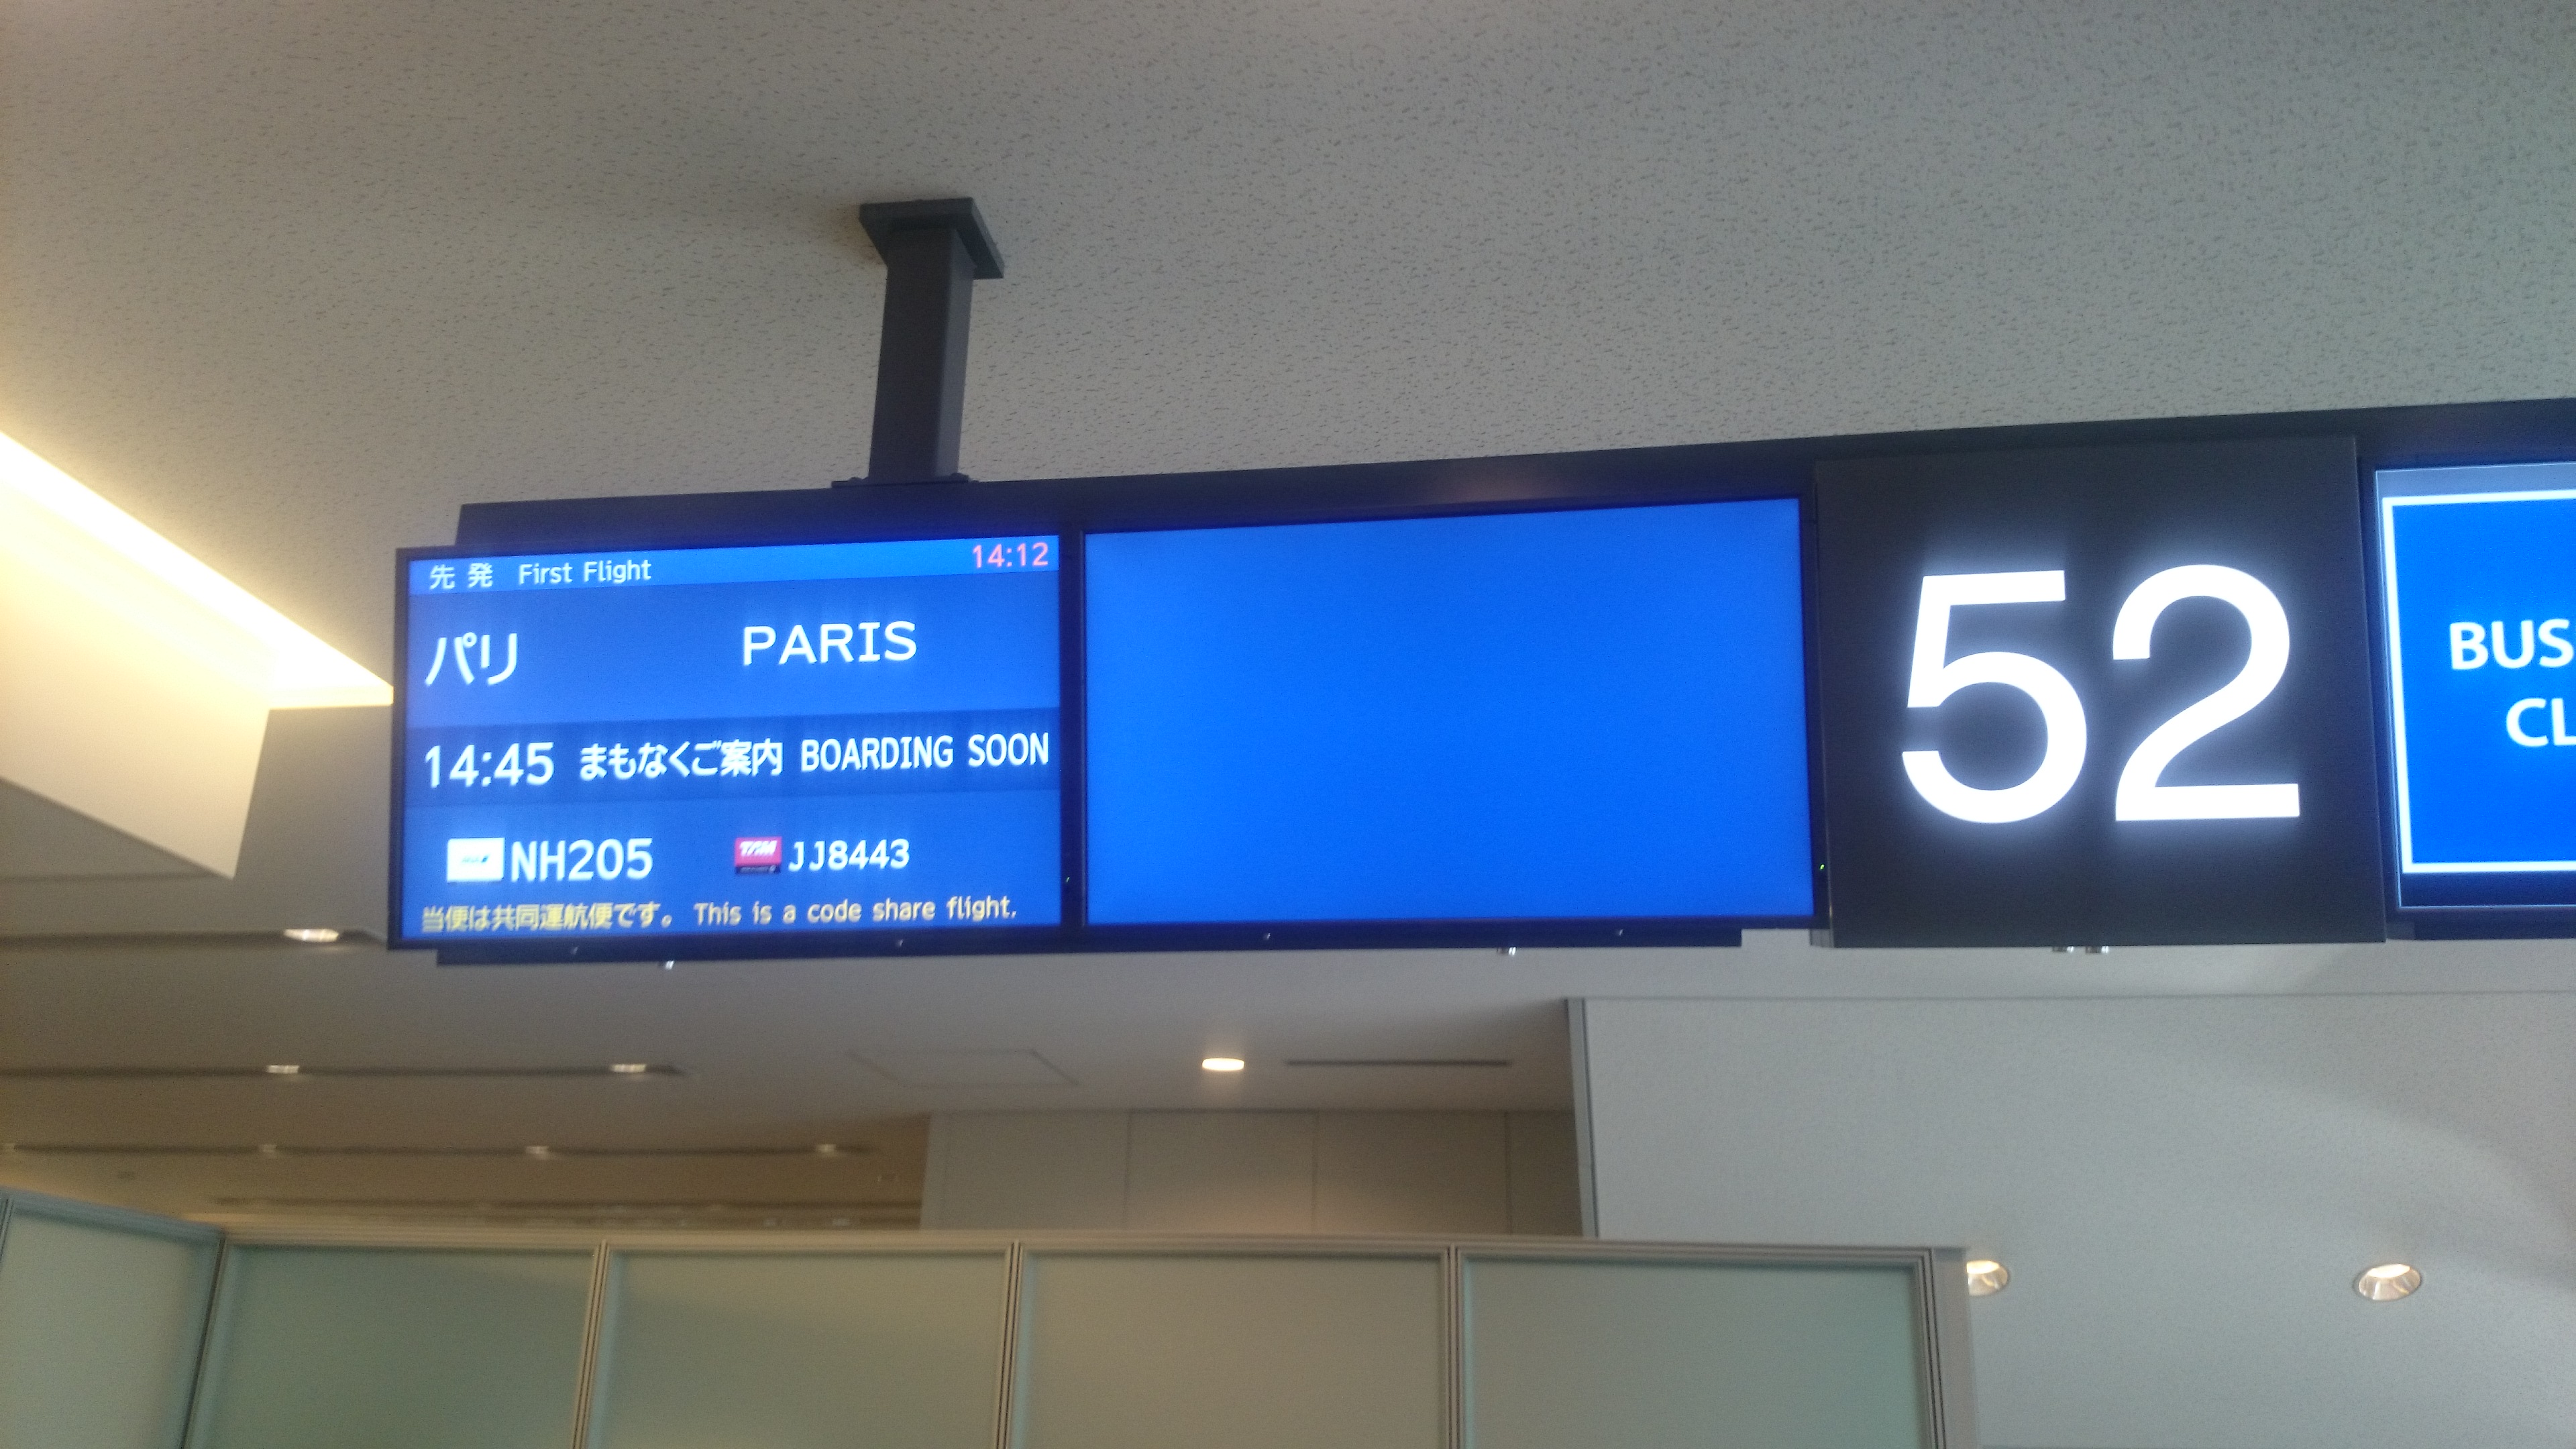 先発 First Flight 14:12
パリ PARIS
14:45 まもなくご案内 BOARDING SOON
NH205 TAM JJ8443
当便は共同運航便です。 This is a code share flight.
52
BUS
CL